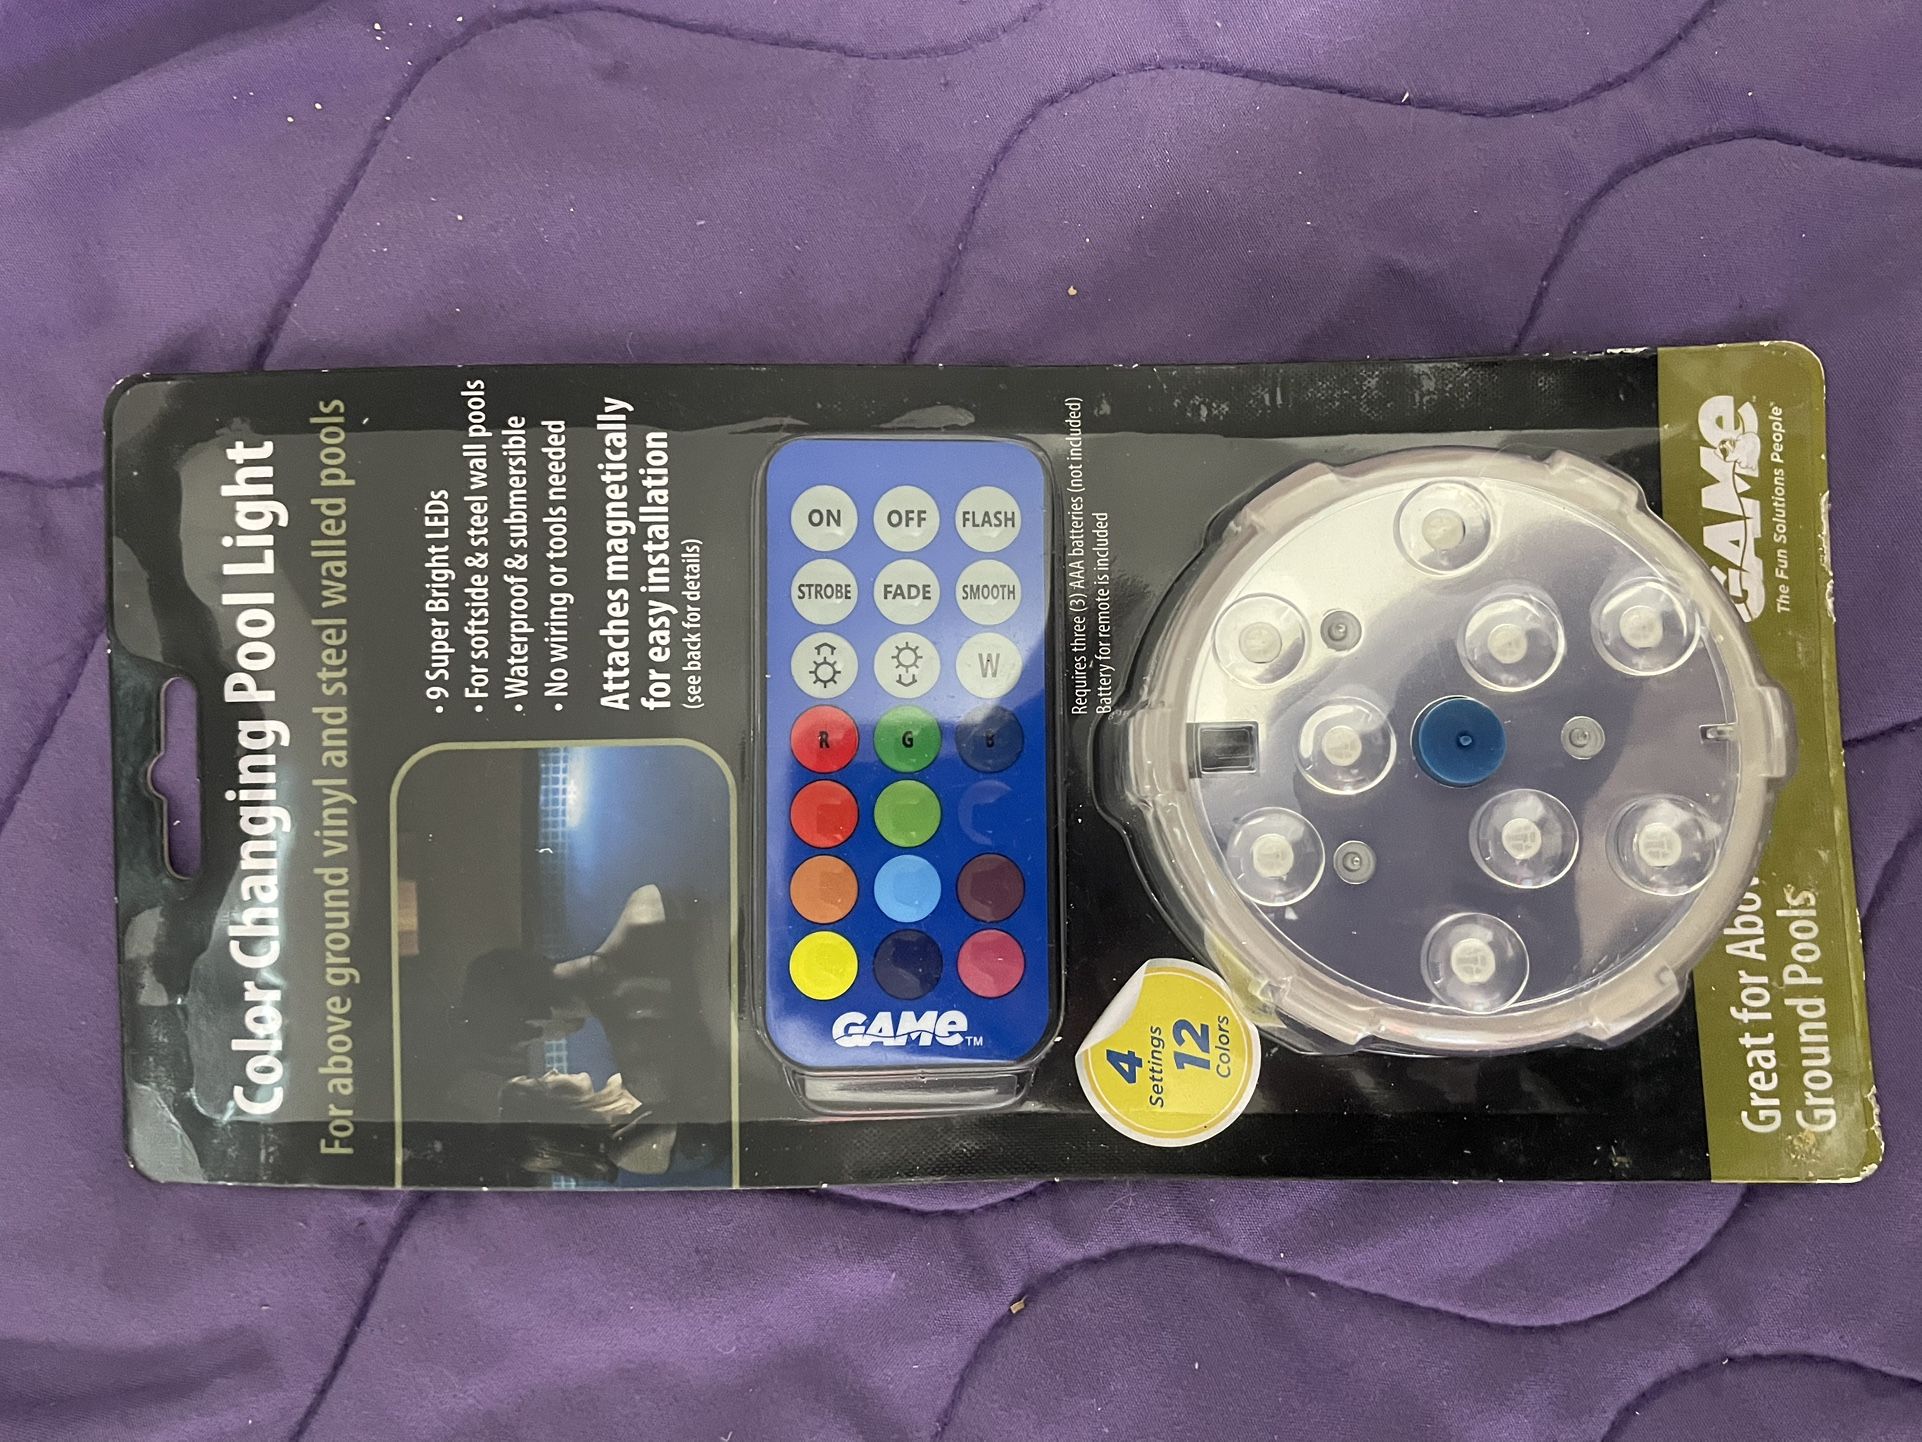 Color Changing Pool Light
For above ground vinyl and steel walled pools
• 9 Super Bright LEDs
• For softside & steel wall pools
• Waterproof & submersible
• No wiring or tools needed
Attaches magnetically
for easy installation
(see back for details)
ON OFF FLASH
STROBE FADE SMOOTH
W
R G B
GAME™
Requires three (3) AAA batteries (not included)
Battery for remote is included
4
Settings
12
Colors
GAME™
The Fun Solutions People™
Great for
Ground Pools